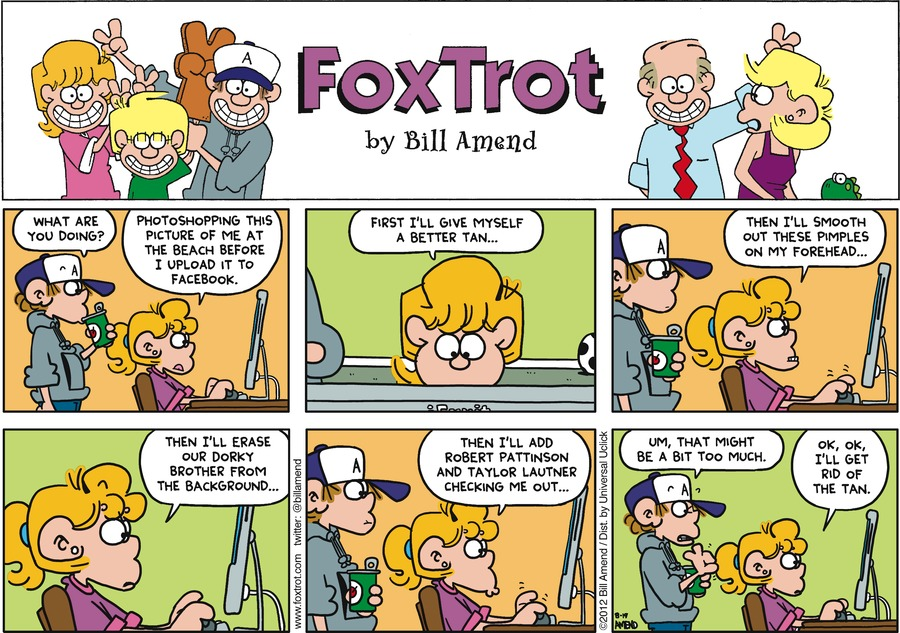 FoxTrot
by Bill Amend
WHAT ARE
YOU DOING?
PHOTOSHOPPING THIS
PICTURE OF ME AT
THE BEACH BEFORE
I UPLOAD IT TO
FACEBOOK.
FIRST I'LL GIVE MYSELF
A BETTER TAN...
THEN I'LL SMOOTH
OUT THESE PIMPLES
ON MY FOREHEAD...
THEN I'LL ERASE
OUR DORKY
BROTHER FROM
THE BACKGROUND...
www.foxtrot.com twitter: @billamend
THEN I'LL ADD
ROBERT PATTINSON
AND TAYLOR LAUTNER
CHECKING ME OUT...
©2012 Bill Amend / Dist. by Universal Uclick
UM, THAT MIGHT
BE A BIT TOO MUCH.
OK, OK,
I'LL GET
RID OF
THE TAN.
8-19
AMEND
A
A
A
A
A